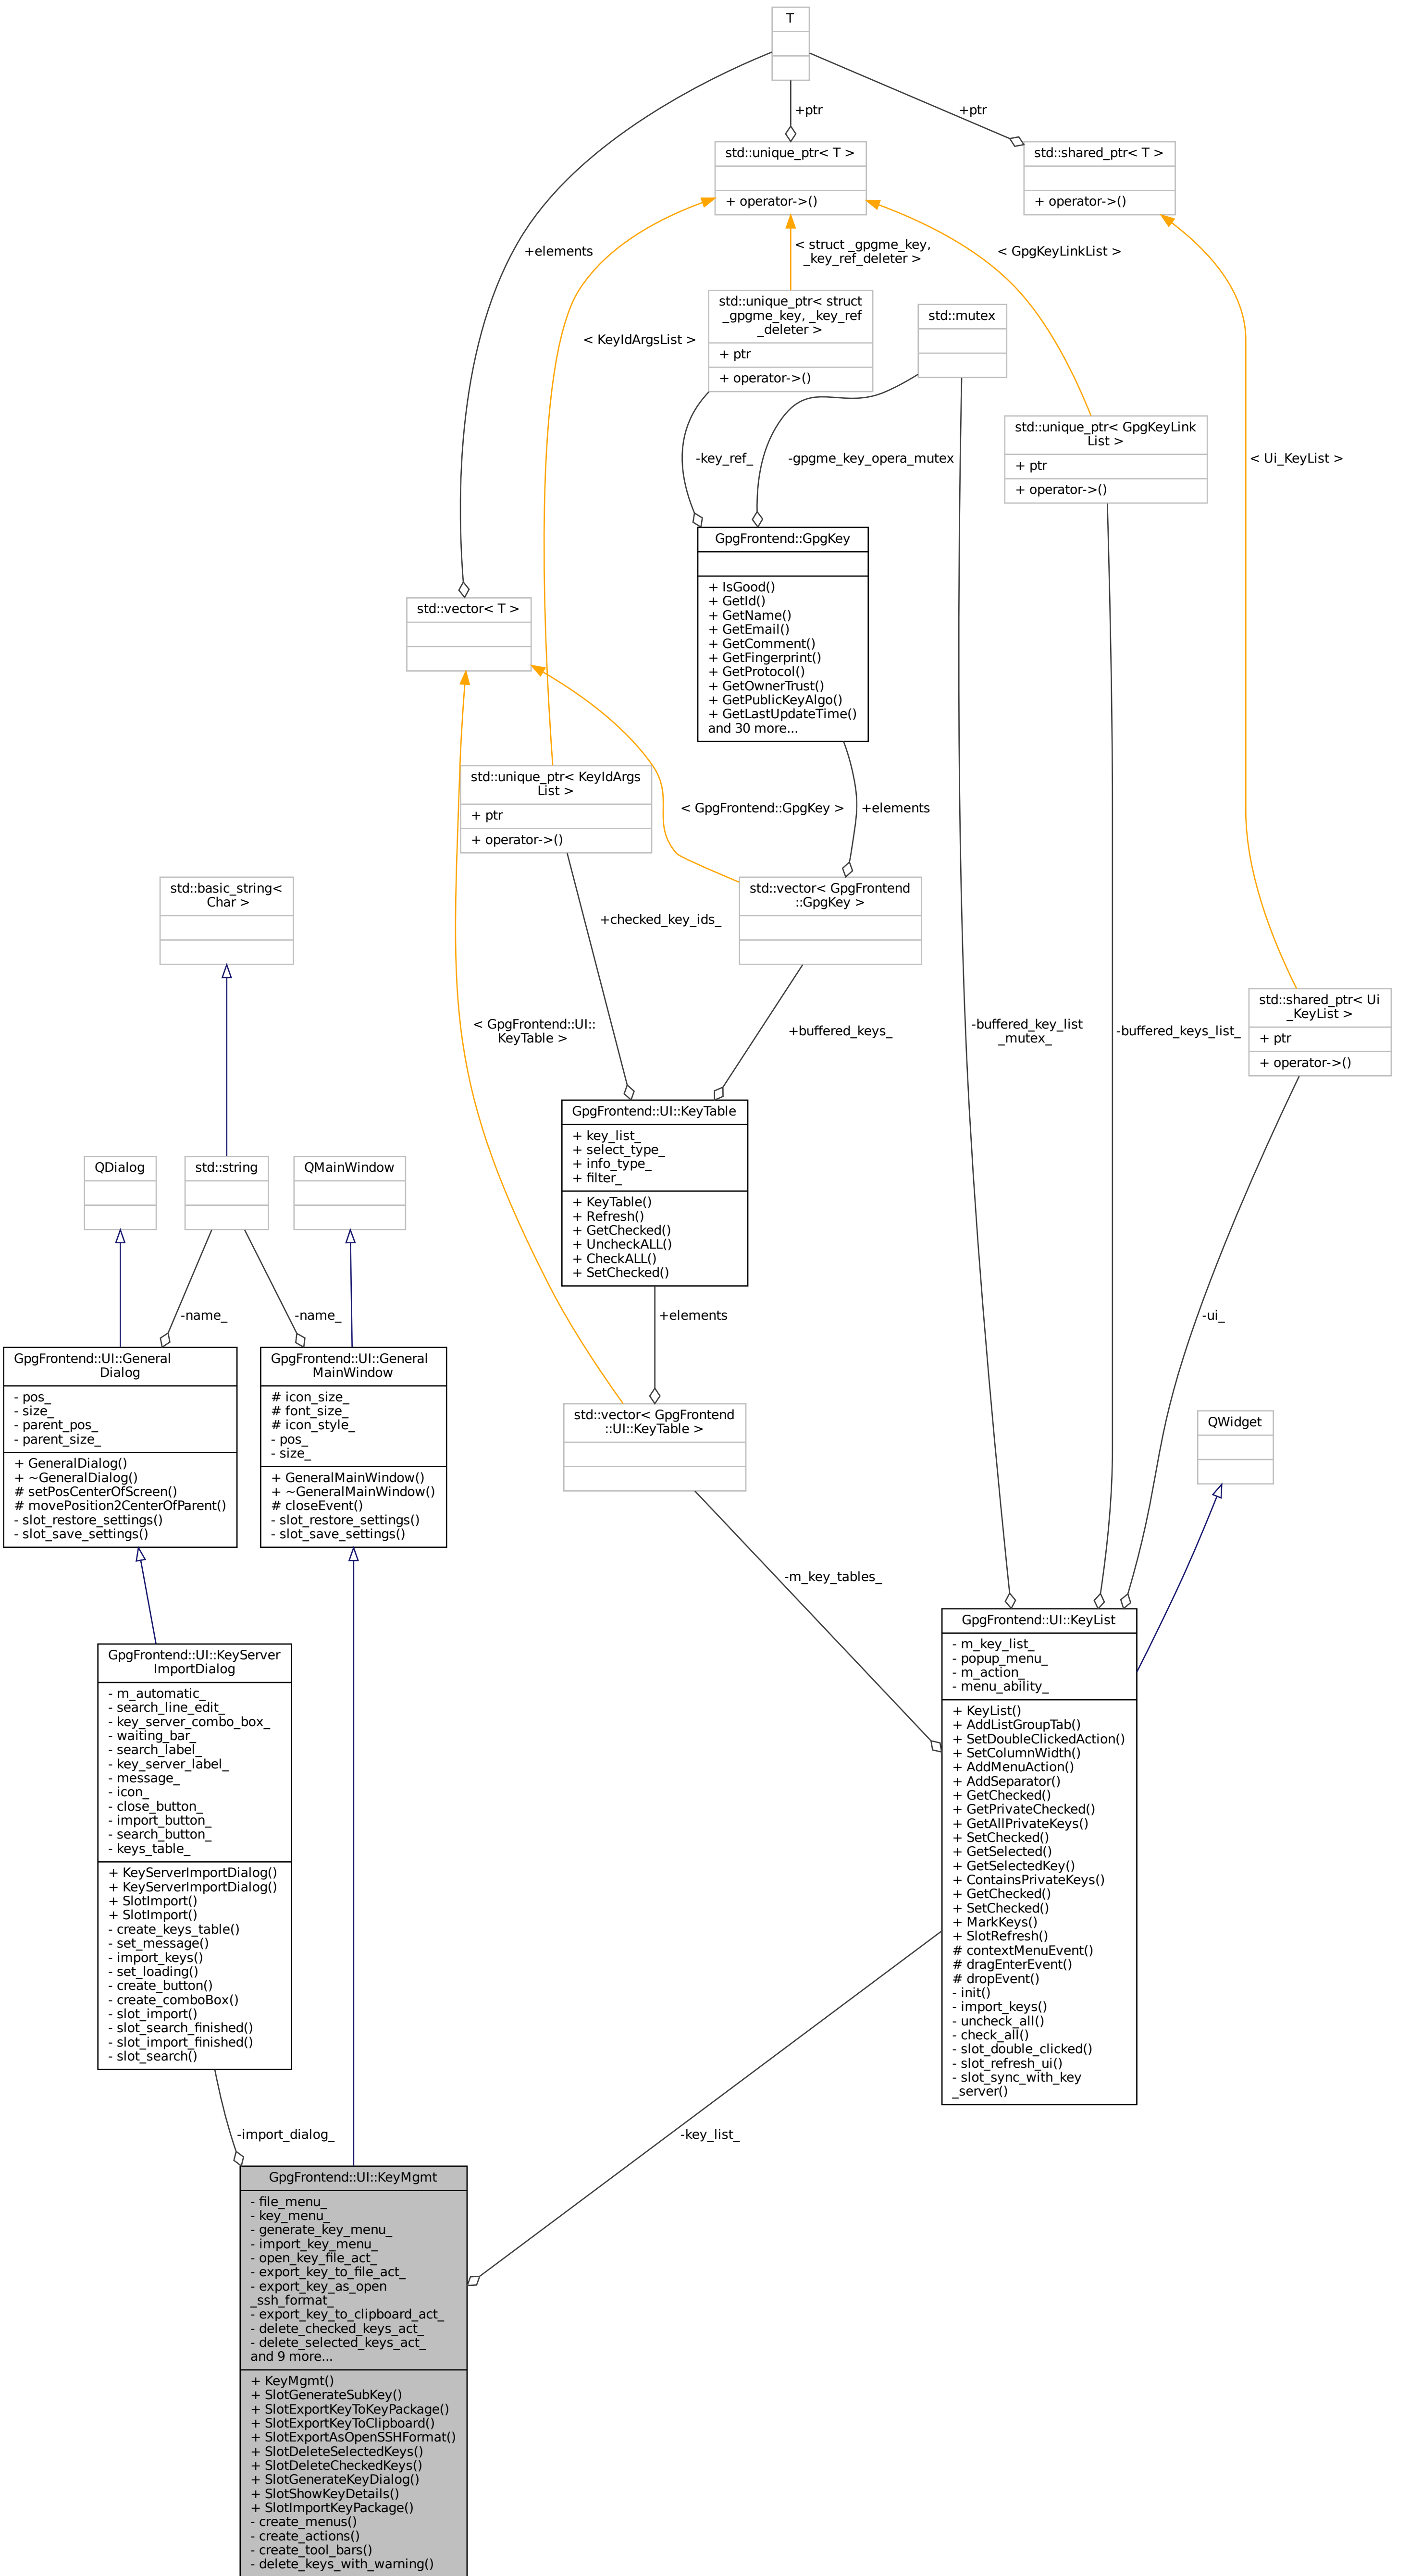 T
+ptr
+ptr
std::unique_ptr< T >
+ operator->()
std::shared_ptr< T >
+ operator->()
+elements
< struct _gpgme_key,
_key_ref_deleter >
< GpgKeyLinkList >
std::unique_ptr< struct
_gpgme_key, _key_ref
_deleter >
+ ptr
+ operator->()
std::mutex
< KeyIdArgsList >
std::unique_ptr< GpgKeyLink
List >
+ ptr
+ operator->()
-key_ref_
-gpgme_key_opera_mutex
< Ui_KeyList >
GpgFrontend::GpgKey
+ IsGood()
+ GetId()
+ GetName()
+ GetEmail()
+ GetComment()
+ GetFingerprint()
+ GetProtocol()
+ GetOwnerTrust()
+ GetPublicKeyAlgo()
+ GetLastUpdateTime()
and 30 more...
std::vector< T >
std::unique_ptr< KeyIdArgs
List >
+ ptr
+ operator->()
< GpgFrontend::GpgKey >
+elements
std::basic_string<
Char >
std::vector< GpgFrontend
::GpgKey >
+checked_key_ids_
std::shared_ptr< Ui
_KeyList >
+ ptr
+ operator->()
< GpgFrontend::UI::
KeyTable >
+buffered_keys_
-buffered_key_list
_mutex_
-buffered_keys_list_
GpgFrontend::UI::KeyTable
+ key_list_
+ select_type_
+ info_type_
+ filter_
+ KeyTable()
+ Refresh()
+ GetChecked()
+ UncheckALL()
+ CheckALL()
+ SetChecked()
QDialog
std::string
QMainWindow
-name_
-name_
+elements
-ui_
GpgFrontend::UI::General
Dialog
- pos_
- size_
- parent_pos_
- parent_size_
+ GeneralDialog()
+ ~GeneralDialog()
# setPosCenterOfScreen()
# movePosition2CenterOfParent()
- slot_restore_settings()
- slot_save_settings()
GpgFrontend::UI::General
MainWindow
# icon_size_
# font_size_
# icon_style_
- pos_
- size_
+ GeneralMainWindow()
+ ~GeneralMainWindow()
# closeEvent()
- slot_restore_settings()
- slot_save_settings()
std::vector< GpgFrontend
::UI::KeyTable >
QWidget
-m_key_tables_
GpgFrontend::UI::KeyList
- m_key_list_
- popup_menu_
- m_action_
- menu_ability_
+ KeyList()
+ AddListGroupTab()
+ SetDoubleClickedAction()
+ SetColumnWidth()
+ AddMenuAction()
+ AddSeparator()
+ GetChecked()
+ GetPrivateChecked()
+ GetAllPrivateKeys()
+ SetChecked()
+ GetSelected()
+ GetSelectedKey()
+ ContainsPrivateKeys()
+ GetChecked()
+ SetChecked()
+ MarkKeys()
+ SlotRefresh()
# contextMenuEvent()
# dragEnterEvent()
# dropEvent()
- init()
- import_keys()
- uncheck_all()
- check_all()
- slot_double_clicked()
- slot_refresh_ui()
- slot_sync_with_key
_server()
GpgFrontend::UI::KeyServer
ImportDialog
- m_automatic_
- search_line_edit_
- key_server_combo_box_
- waiting_bar_
- search_label_
- key_server_label_
- message_
- icon_
- close_button_
- import_button_
- search_button_
- keys_table_
+ KeyServerImportDialog()
+ KeyServerImportDialog()
+ SlotImport()
+ SlotImport()
- create_keys_table()
- set_message()
- import_keys()
- set_loading()
- create_button()
- create_comboBox()
- slot_import()
- slot_search_finished()
- slot_import_finished()
- slot_search()
-import_dialog_
-key_list_
GpgFrontend::UI::KeyMgmt
- file_menu_
- key_menu_
- generate_key_menu_
- import_key_menu_
- open_key_file_act_
- export_key_to_file_act_
- export_key_as_open
_ssh_format_
- export_key_to_clipboard_act_
- delete_checked_keys_act_
- delete_selected_keys_act_
and 9 more...
+ KeyMgmt()
+ SlotGenerateSubKey()
+ SlotExportKeyToKeyPackage()
+ SlotExportKeyToClipboard()
+ SlotExportAsOpenSSHFormat()
+ SlotDeleteSelectedKeys()
+ SlotDeleteCheckedKeys()
+ SlotGenerateKeyDialog()
+ SlotShowKeyDetails()
+ SlotImportKeyPackage()
- create_menus()
- create_actions()
- create_tool_bars()
- delete_keys_with_warning()